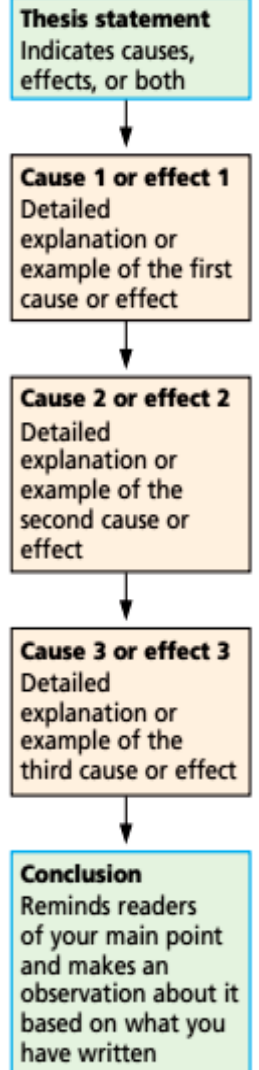 Thesis statement
Indicates causes,
effects, or both
Cause 1 or effect 1
Detailed
explanation or
example of the first
cause or effect
Cause 2 or effect 2
Detailed
explanation or
example of the
second cause or
effect
Cause 3 or effect 3
Detailed
explanation or
example of the
third cause or effect
Conclusion
Reminds readers
of your main point
and makes an
observation about it
based on what you
have written